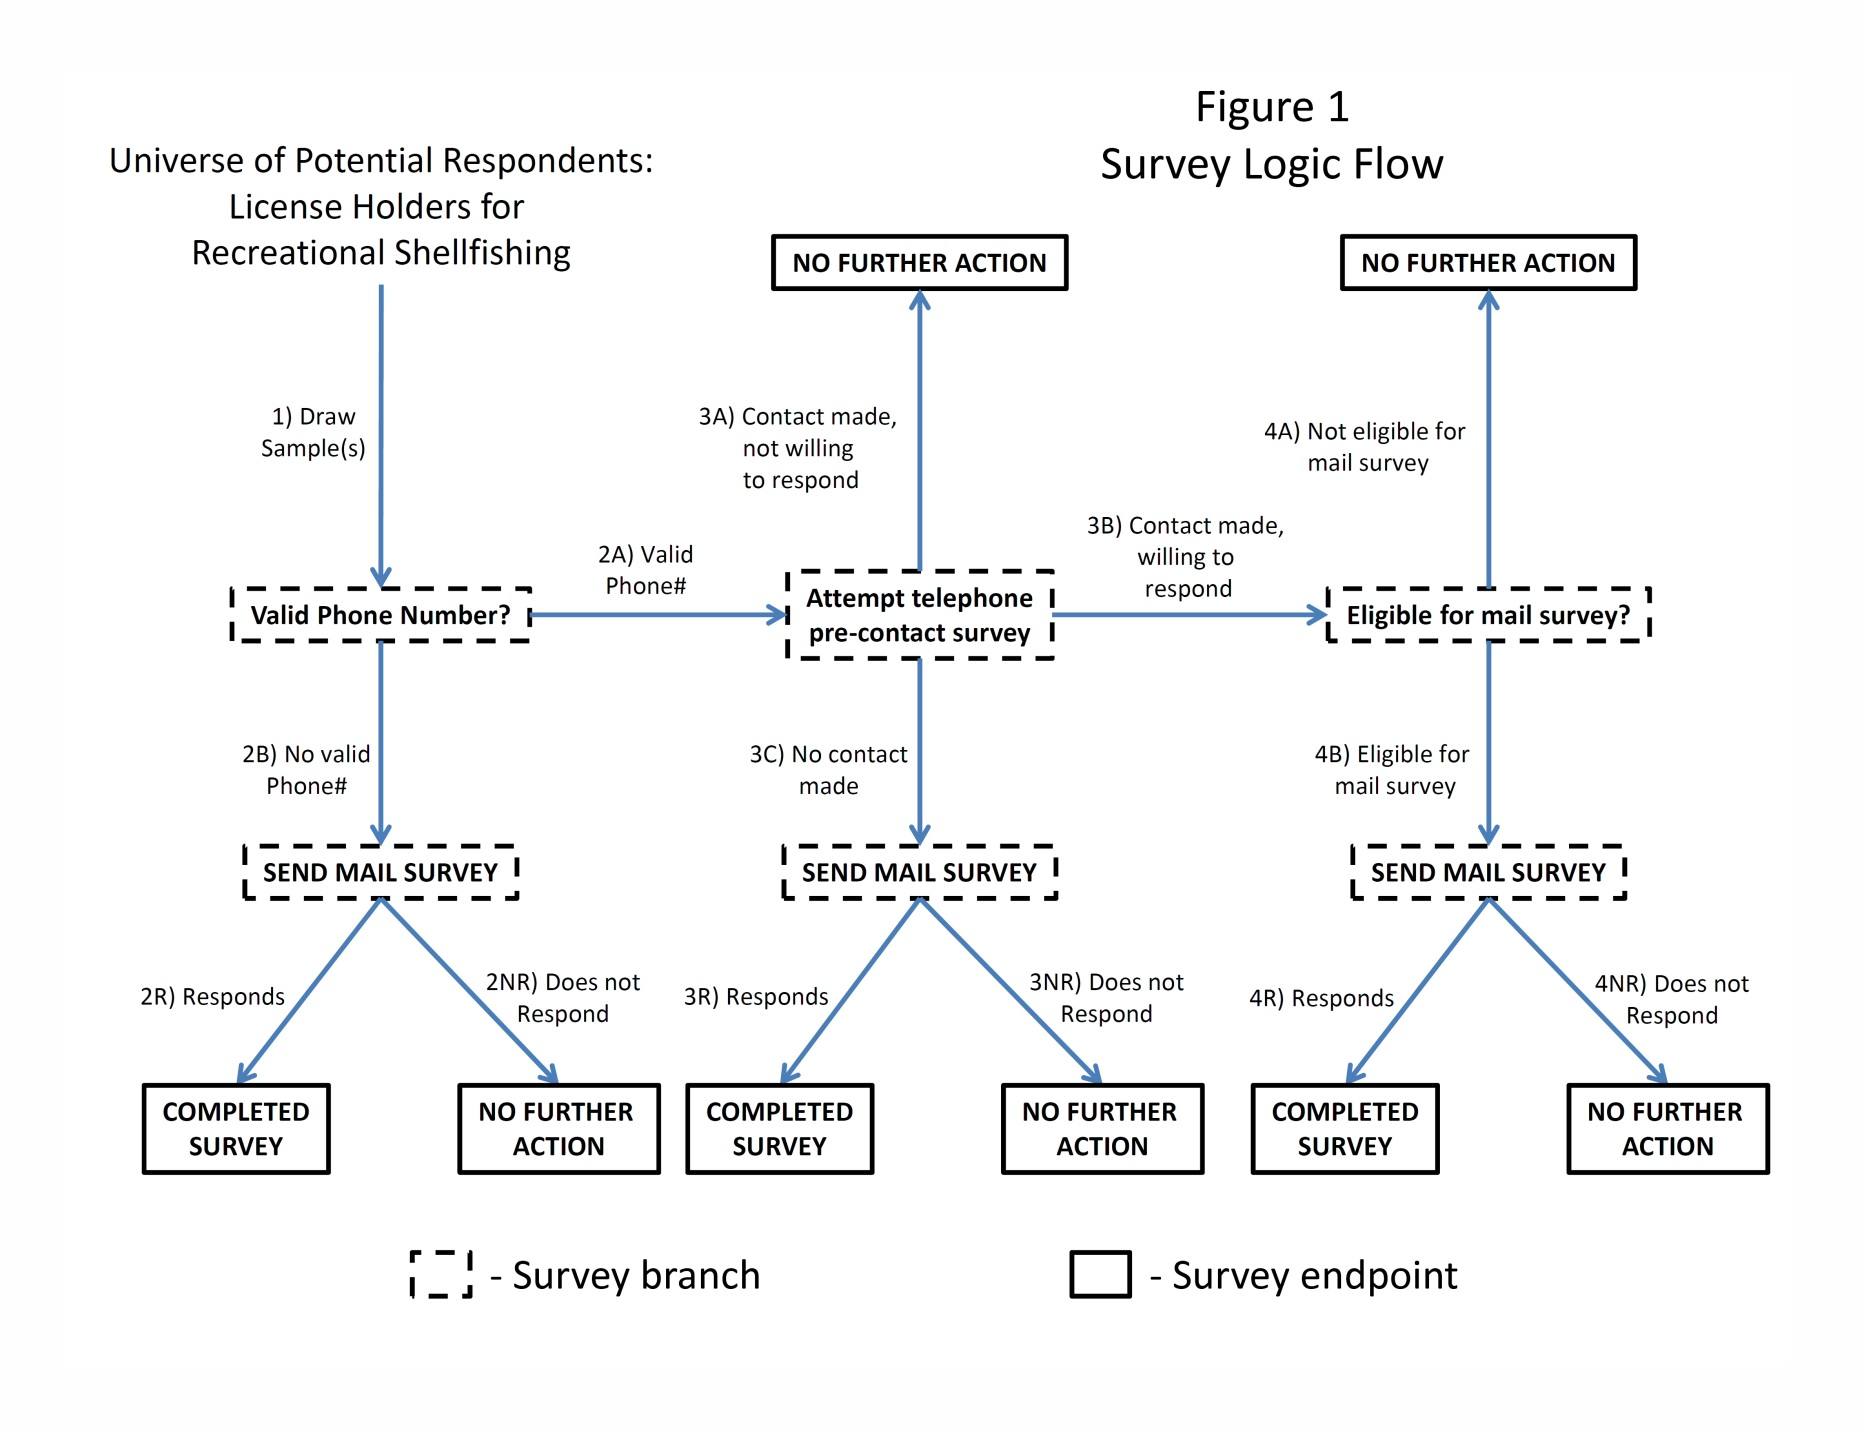 Figure 1
Survey Logic Flow
Universe of Potential Respondents:
License Holders for
Recreational Shellfishing
NO FURTHER ACTION
NO FURTHER ACTION
1) Draw
Sample(s)
3A) Contact made,
not willing
to respond
4A) Not eligible for
mail survey
2A) Valid
Phone#
3B) Contact made,
willing to
respond
Valid Phone Number?
Attempt telephone
pre-contact survey
Eligible for mail survey?
2B) No valid
Phone#
3C) No contact
made
4B) Eligible for
mail survey
SEND MAIL SURVEY
SEND MAIL SURVEY
SEND MAIL SURVEY
2R) Responds
2NR) Does not
Respond
3R) Responds
3NR) Does not
Respond
4R) Responds
4NR) Does not
Respond
COMPLETED
SURVEY
NO FURTHER
ACTION
COMPLETED
SURVEY
NO FURTHER
ACTION
COMPLETED
SURVEY
NO FURTHER
ACTION
- Survey branch
- Survey endpoint